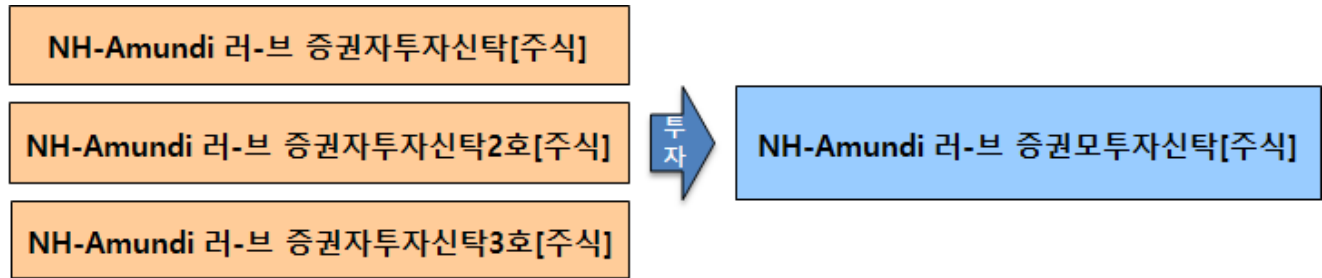 NH-Amundi 러-브 증권자투자신탁[주식]
NH-Amundi 러-브 증권자투자신탁2호[주식]
NH-Amundi 러-브 증권자투자신탁3호[주식]
투
자
NH-Amundi 러-브 증권모투자신탁[주식]